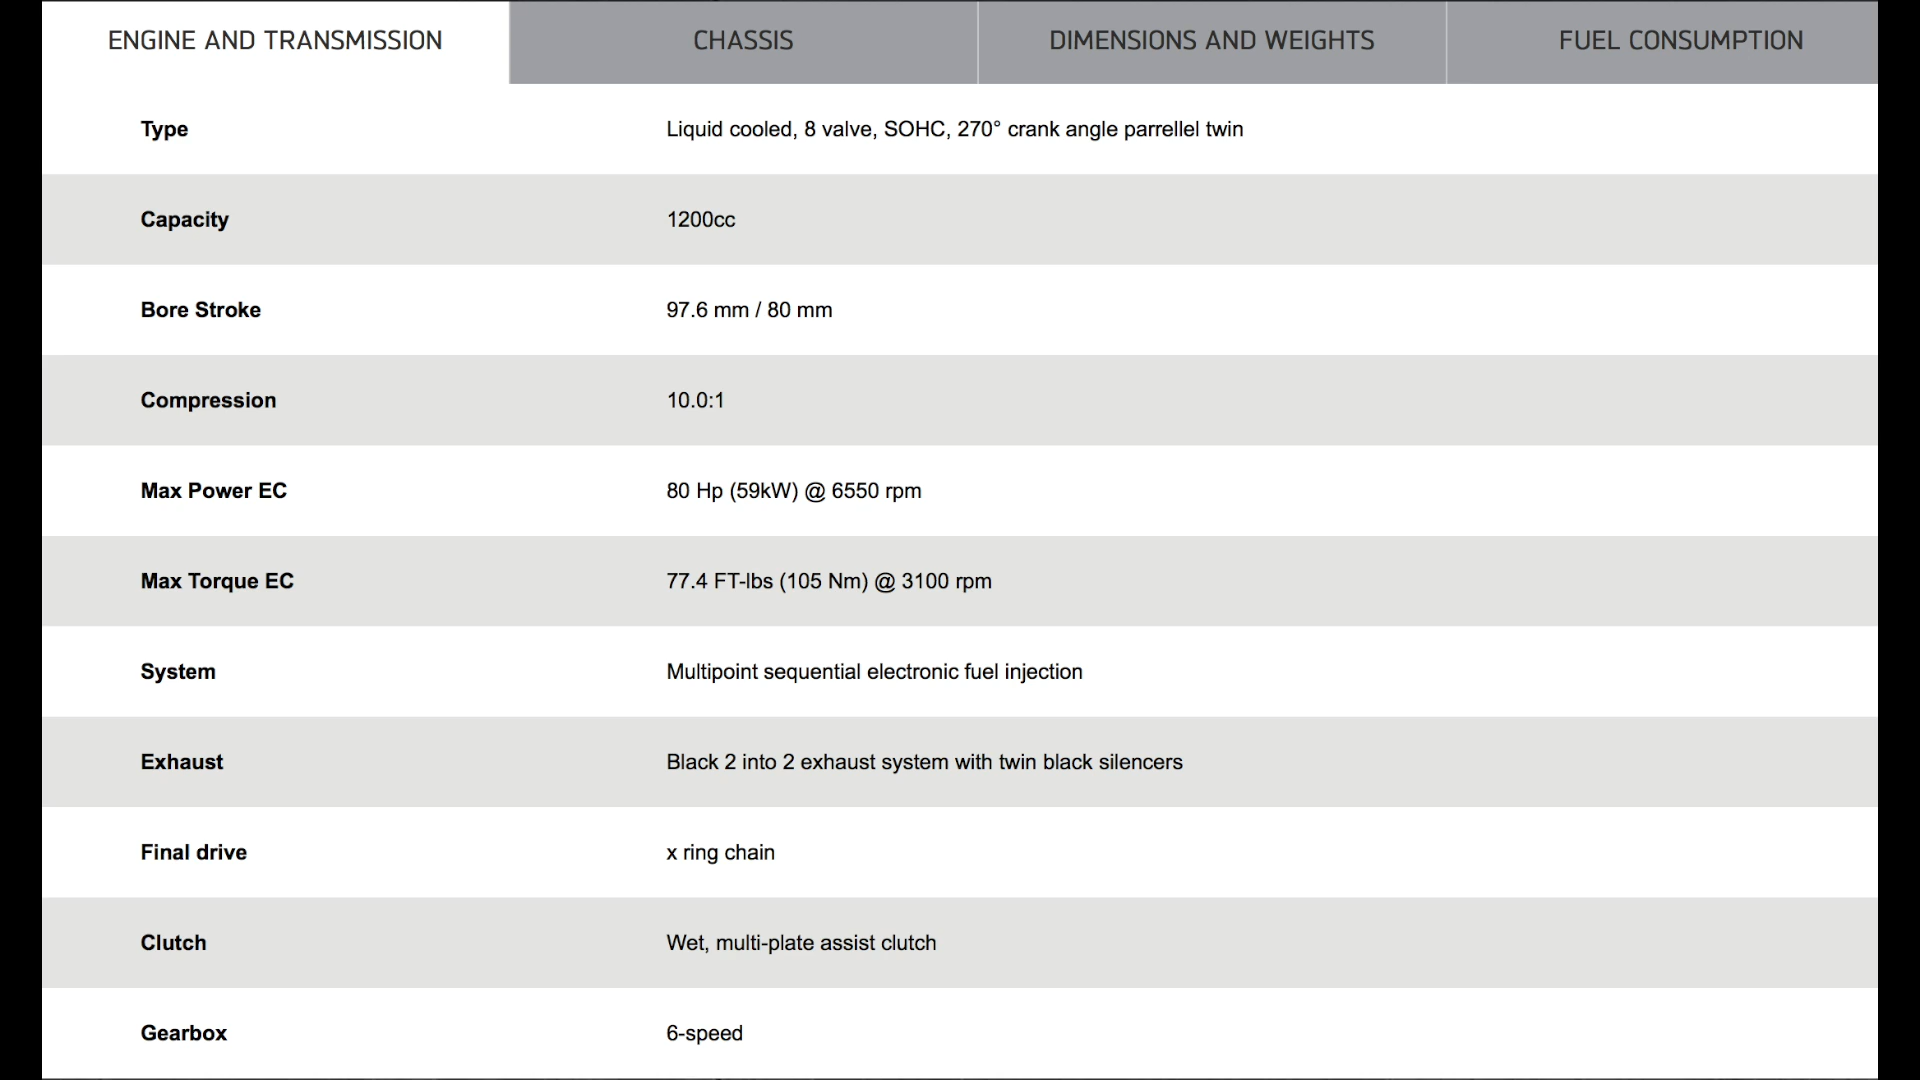 ENGINE AND TRANSMISSION CHASSIS DIMENSIONS AND WEIGHTS FUEL CONSUMPTION
Type Liquid cooled, 8 valve, SOHC, 270° crank angle parrellel twin
Capacity 1200cc
Bore Stroke 97.6 mm / 80 mm
Compression 10.0:1
Max Power EC 80 Hp (59kW) @ 6550 rpm
Max Torque EC 77.4 FT-lbs (105 Nm) @ 3100 rpm
System Multipoint sequential electronic fuel injection
Exhaust Black 2 into 2 exhaust system with twin black silencers
Final drive x ring chain
Clutch Wet, multi-plate assist clutch
Gearbox 6-speed